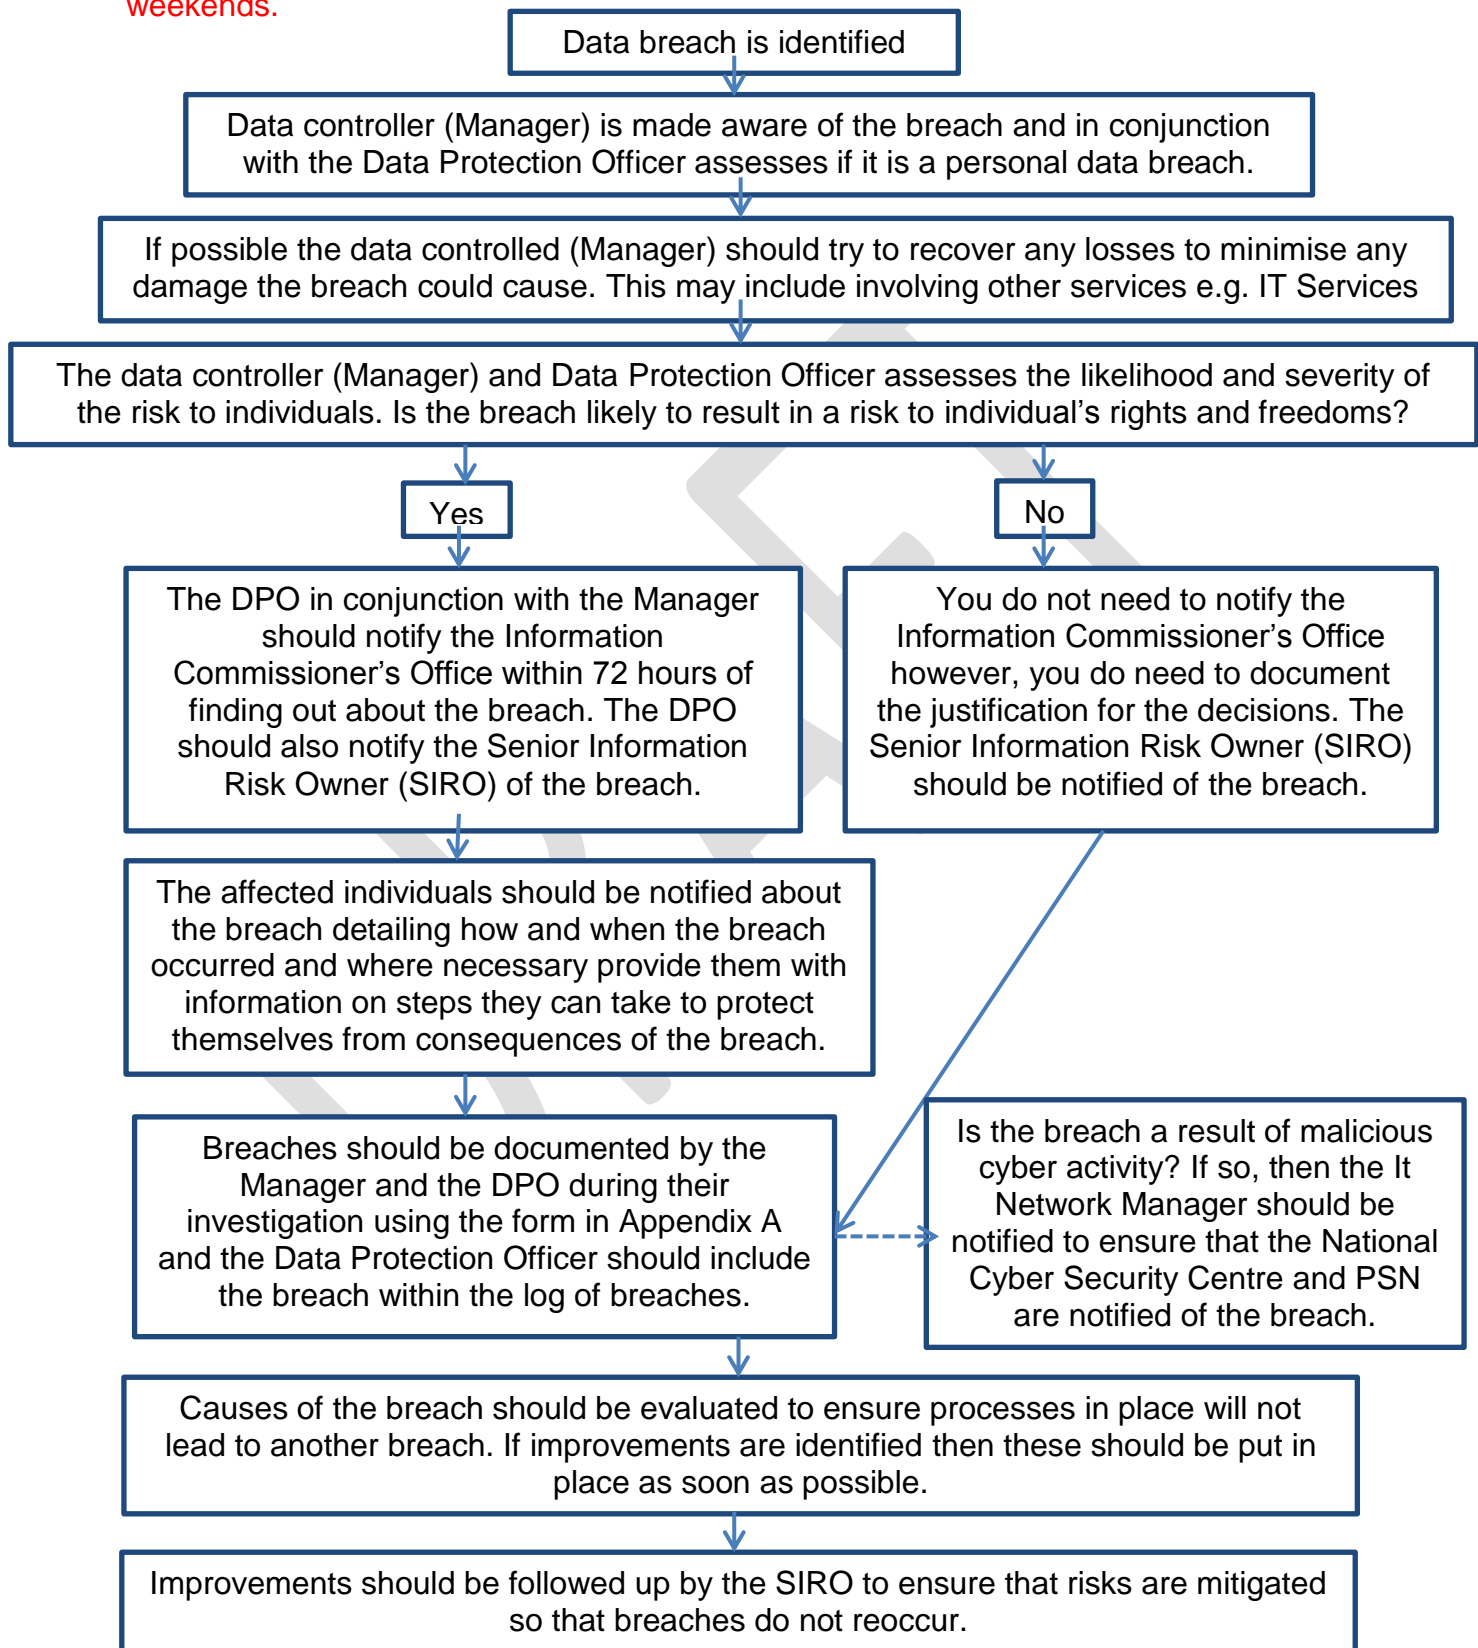 weekends.
Data breach is identified
Data controller (Manager) is made aware of the breach and in conjunction
with the Data Protection Officer assesses if it is a personal data breach.
If possible the data controlled (Manager) should try to recover any losses to minimise any
damage the breach could cause. This may include involving other services e.g. IT Services
The data controller (Manager) and Data Protection Officer assesses the likelihood and severity of
the risk to individuals. Is the breach likely to result in a risk to individual’s rights and freedoms?
Yes
No
The DPO in conjunction with the Manager
should notify the Information
Commissioner’s Office within 72 hours of
finding out about the breach. The DPO
should also notify the Senior Information
Risk Owner (SIRO) of the breach.
You do not need to notify the
Information Commissioner’s Office
however, you do need to document
the justification for the decisions. The
Senior Information Risk Owner (SIRO)
should be notified of the breach.
The affected individuals should be notified about
the breach detailing how and when the breach
occurred and where necessary provide them with
information on steps they can take to protect
themselves from consequences of the breach.
Breaches should be documented by the
Manager and the DPO during their
investigation using the form in Appendix A
and the Data Protection Officer should include
the breach within the log of breaches.
Is the breach a result of malicious
cyber activity? If so, then the It
Network Manager should be
notified to ensure that the National
Cyber Security Centre and PSN
are notified of the breach.
Causes of the breach should be evaluated to ensure processes in place will not
lead to another breach. If improvements are identified then these should be put in
place as soon as possible.
Improvements should be followed up by the SIRO to ensure that risks are mitigated
so that breaches do not reoccur.